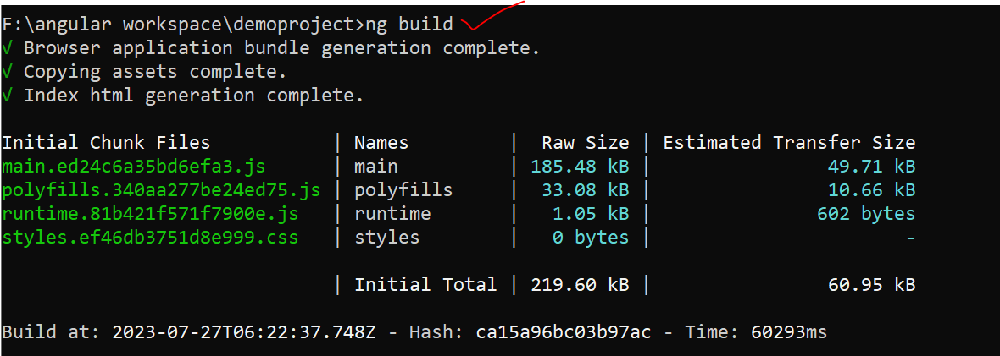 F:\angular workspace\demoproject>ng build
√ Browser application bundle generation complete.
√ Copying assets complete.
√ Index html generation complete.
Initial Chunk Files | Names | Raw Size | Estimated Transfer Size
main.ed24c6a35bd6efa3.js | main | 185.48 kB | 49.71 kB
polyfills.340aa277be24ed75.js | polyfills | 33.08 kB | 10.66 kB
runtime.81b421f571f7900e.js | runtime | 1.05 kB | 602 bytes
styles.ef46db3751d8e999.css | styles | 0 bytes | -
| Initial Total | 219.60 kB | 60.95 kB
Build at: 2023-07-27T06:22:37.748Z - Hash: ca15a96bc03b97ac - Time: 60293ms